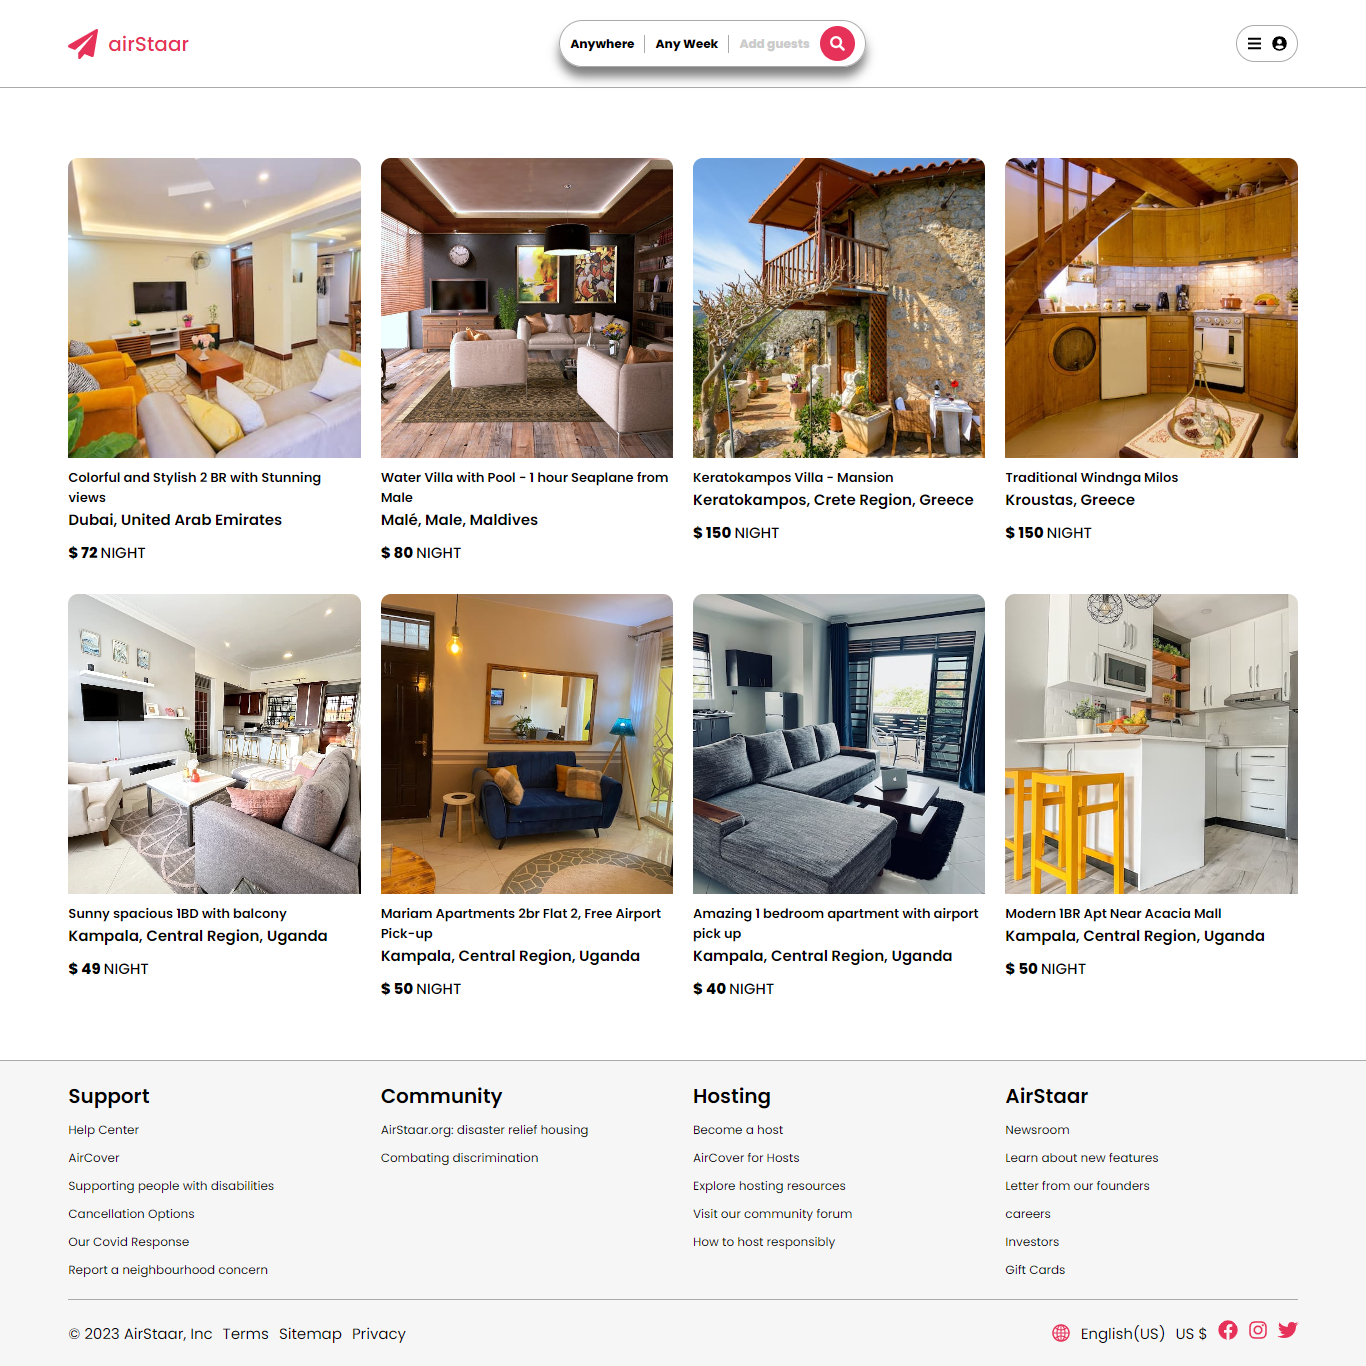 airStaar
Anywhere
Any Week
Add guests
Colorful and Stylish 2 BR with Stunning
views
Dubai, United Arab Emirates
$ 72 NIGHT
Water Villa with Pool - 1 hour Seaplane from
Male
Malé, Male, Maldives
$ 80 NIGHT
Keratokampos Villa - Mansion
Keratokampos, Crete Region, Greece
$ 150 NIGHT
Traditional Windnga Milos
Kroustas, Greece
$ 150 NIGHT
Sunny spacious 1BD with balcony
Kampala, Central Region, Uganda
$ 49 NIGHT
Mariam Apartments 2br Flat 2, Free Airport
Pick-up
Kampala, Central Region, Uganda
$ 50 NIGHT
Amazing 1 bedroom apartment with airport
pick up
Kampala, Central Region, Uganda
$ 40 NIGHT
Modern 1BR Apt Near Acacia Mall
Kampala, Central Region, Uganda
$ 50 NIGHT
Support
Help Center
AirCover
Supporting people with disabilities
Cancellation Options
Our Covid Response
Report a neighbourhood concern
Community
AirStaar.org: disaster relief housing
Combating discrimination
Hosting
Become a host
AirCover for Hosts
Explore hosting resources
Visit our community forum
How to host responsibly
AirStaar
Newsroom
Learn about new features
Letter from our founders
careers
Investors
Gift Cards
© 2023 AirStaar, Inc Terms Sitemap Privacy
English(US) US $